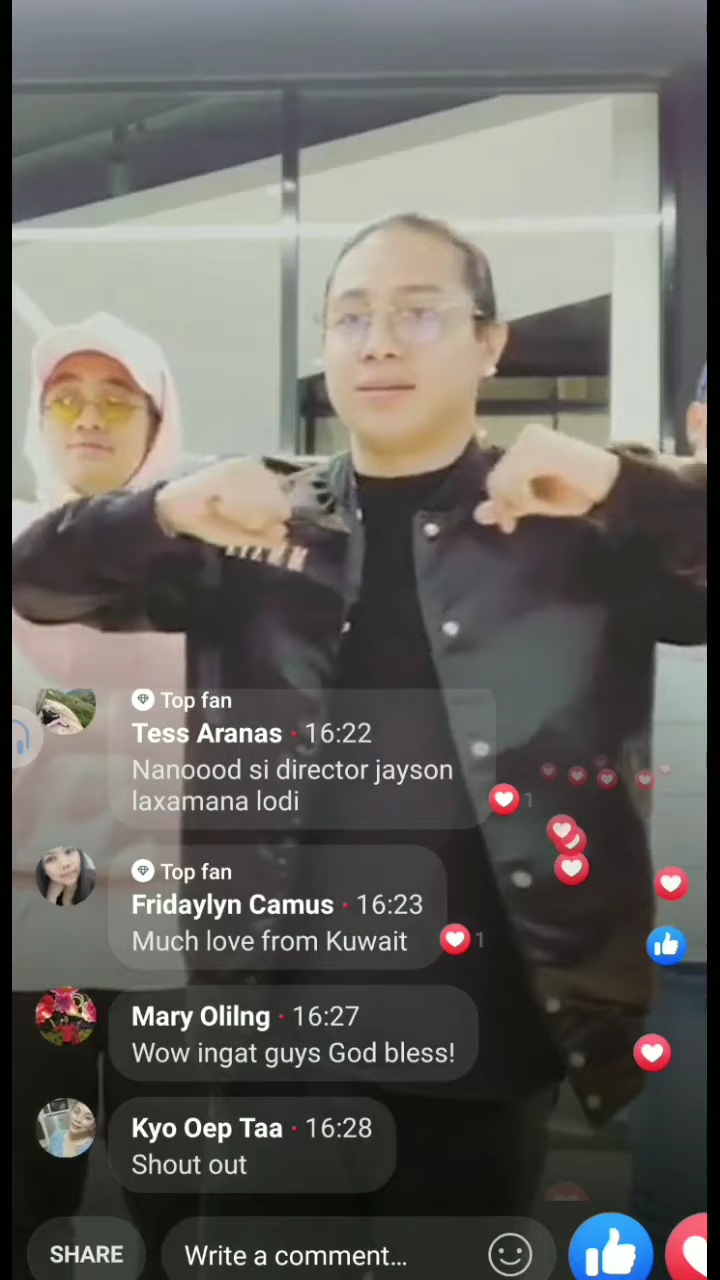 Top fan
Tess Aranas · 16:22
Nanoood si director jayson
laxamana lodi
1
Top fan
Fridaylyn Camus · 16:23
Much love from Kuwait
1
Mary Olilng · 16:27
Wow ingat guys God bless!
Kyo Oep Taa · 16:28
Shout out
SHARE
Write a comment...